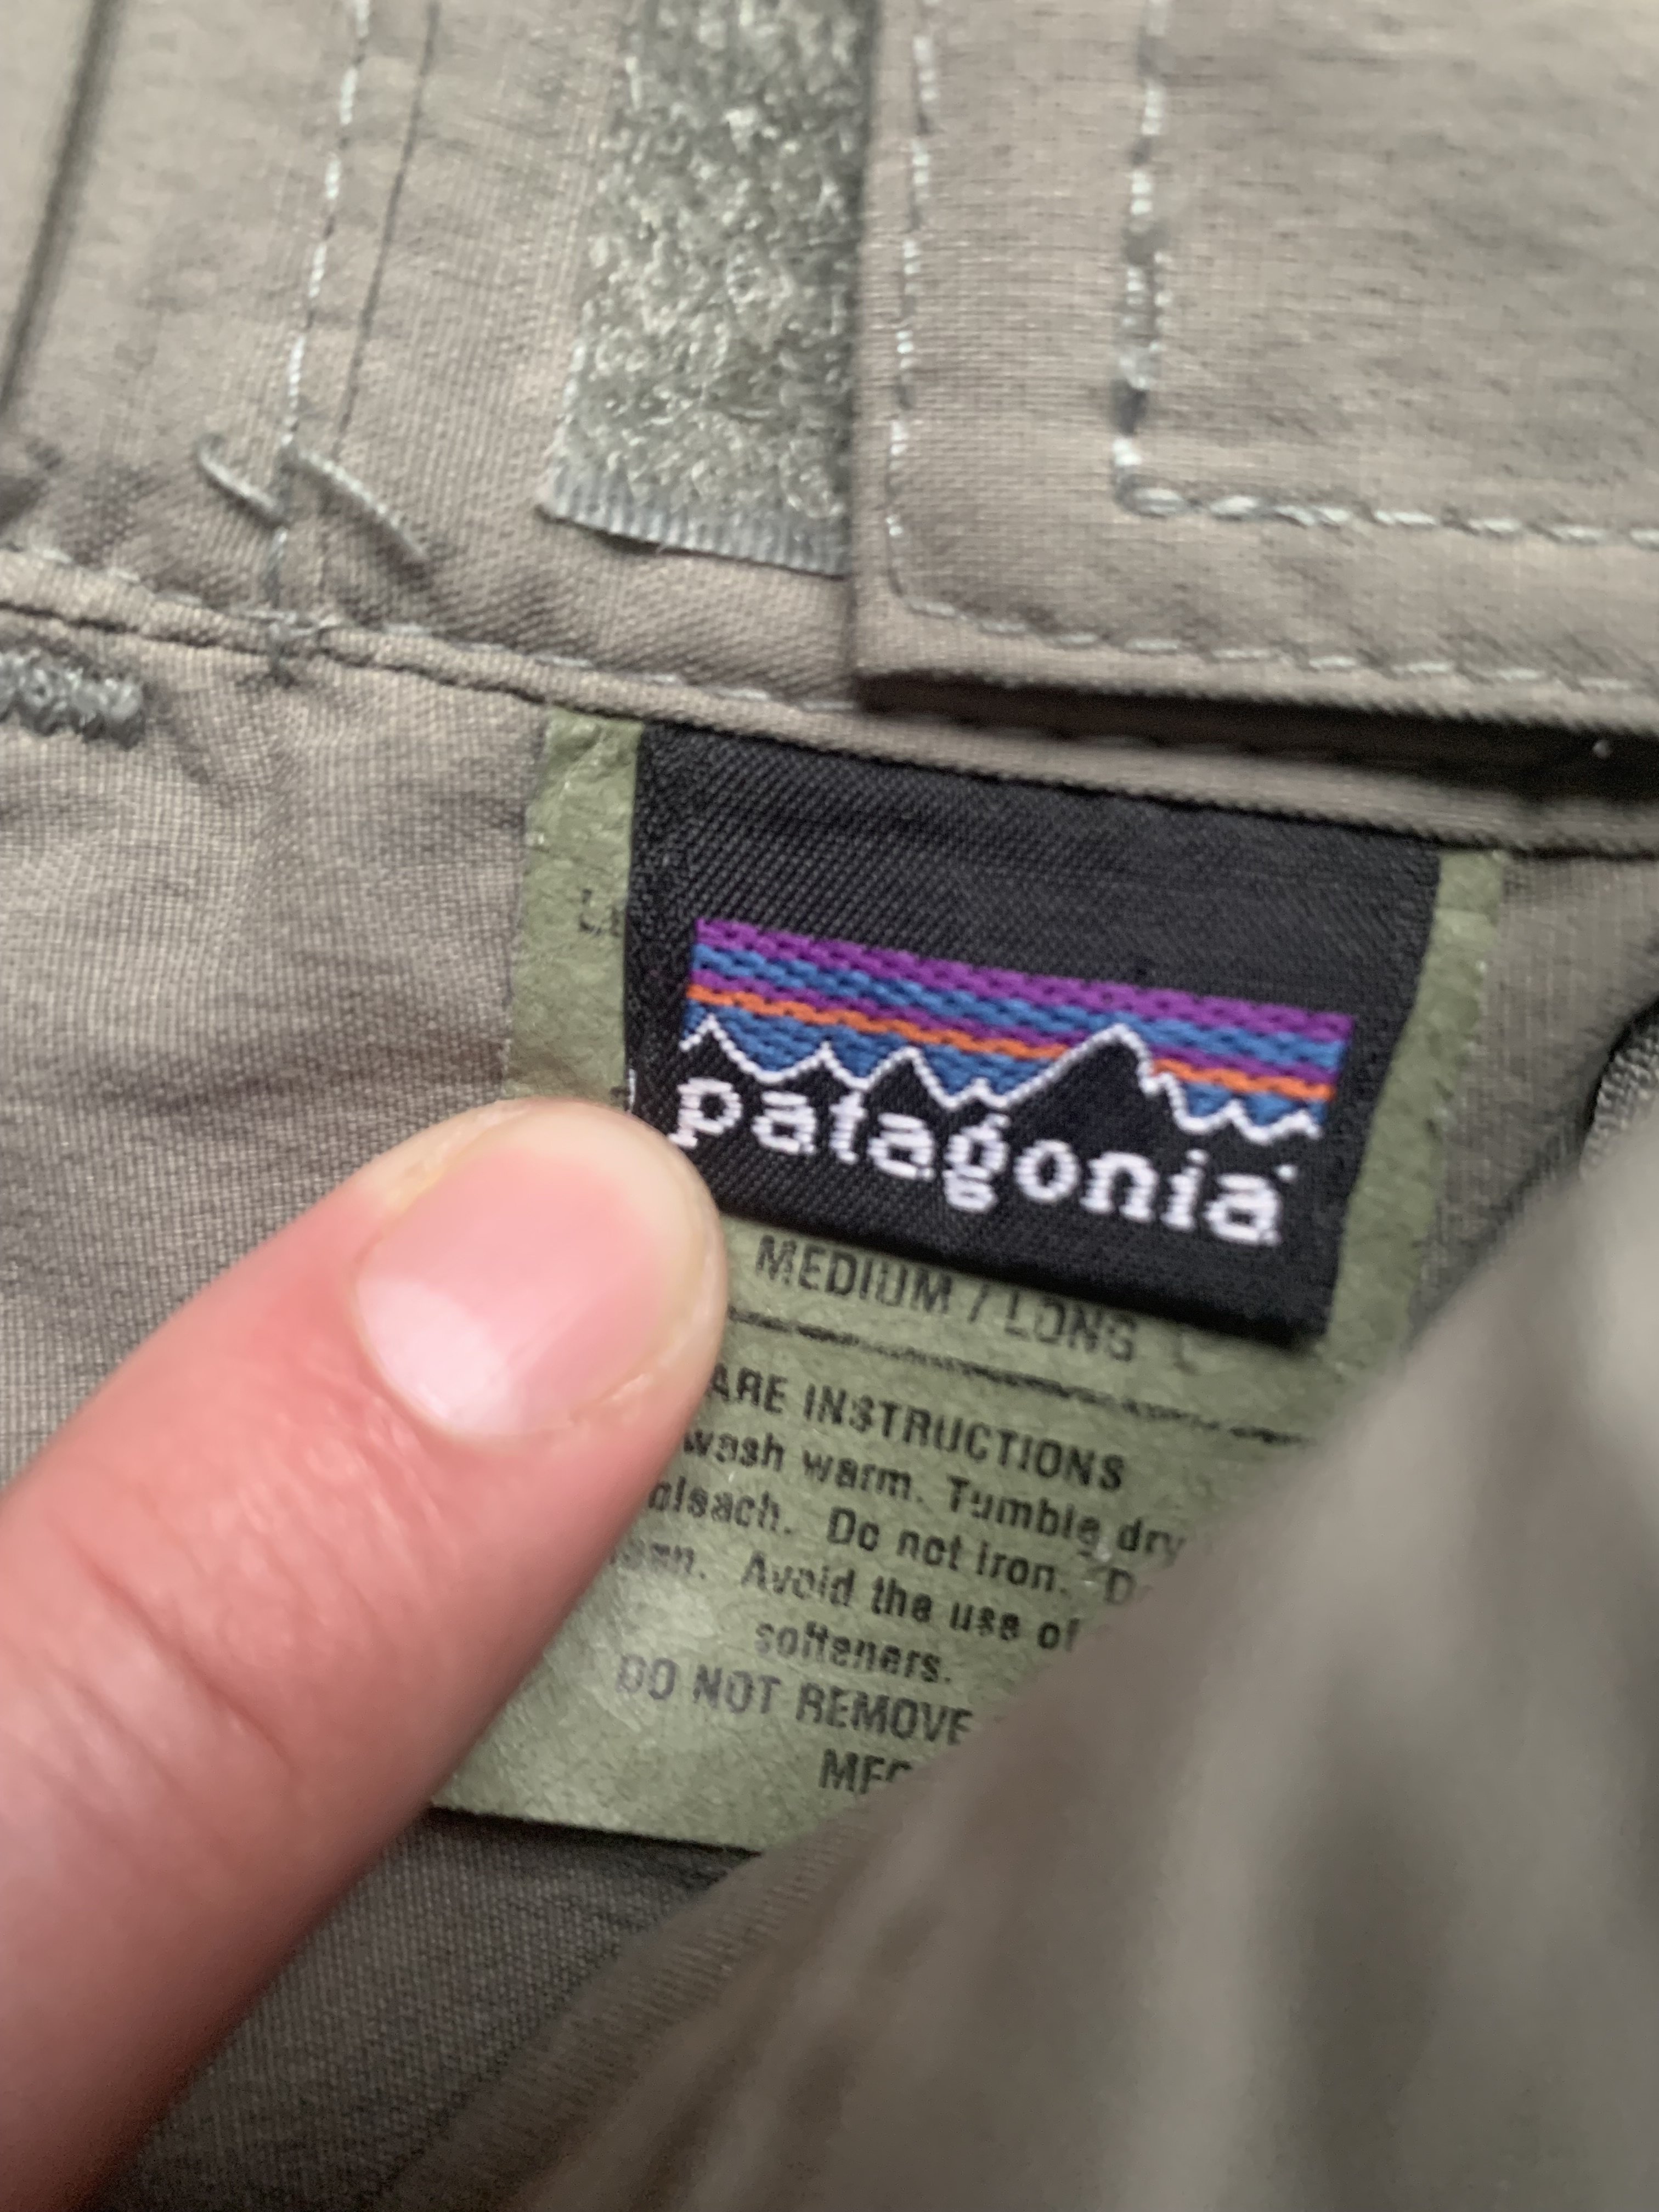 patagonia
MEDIUM / LONG
ARE INSTRUCTIONS
wash warm. Tumble dry
bleach. Do not iron.
Avoid the use of
softeners.
DO NOT REMOVE